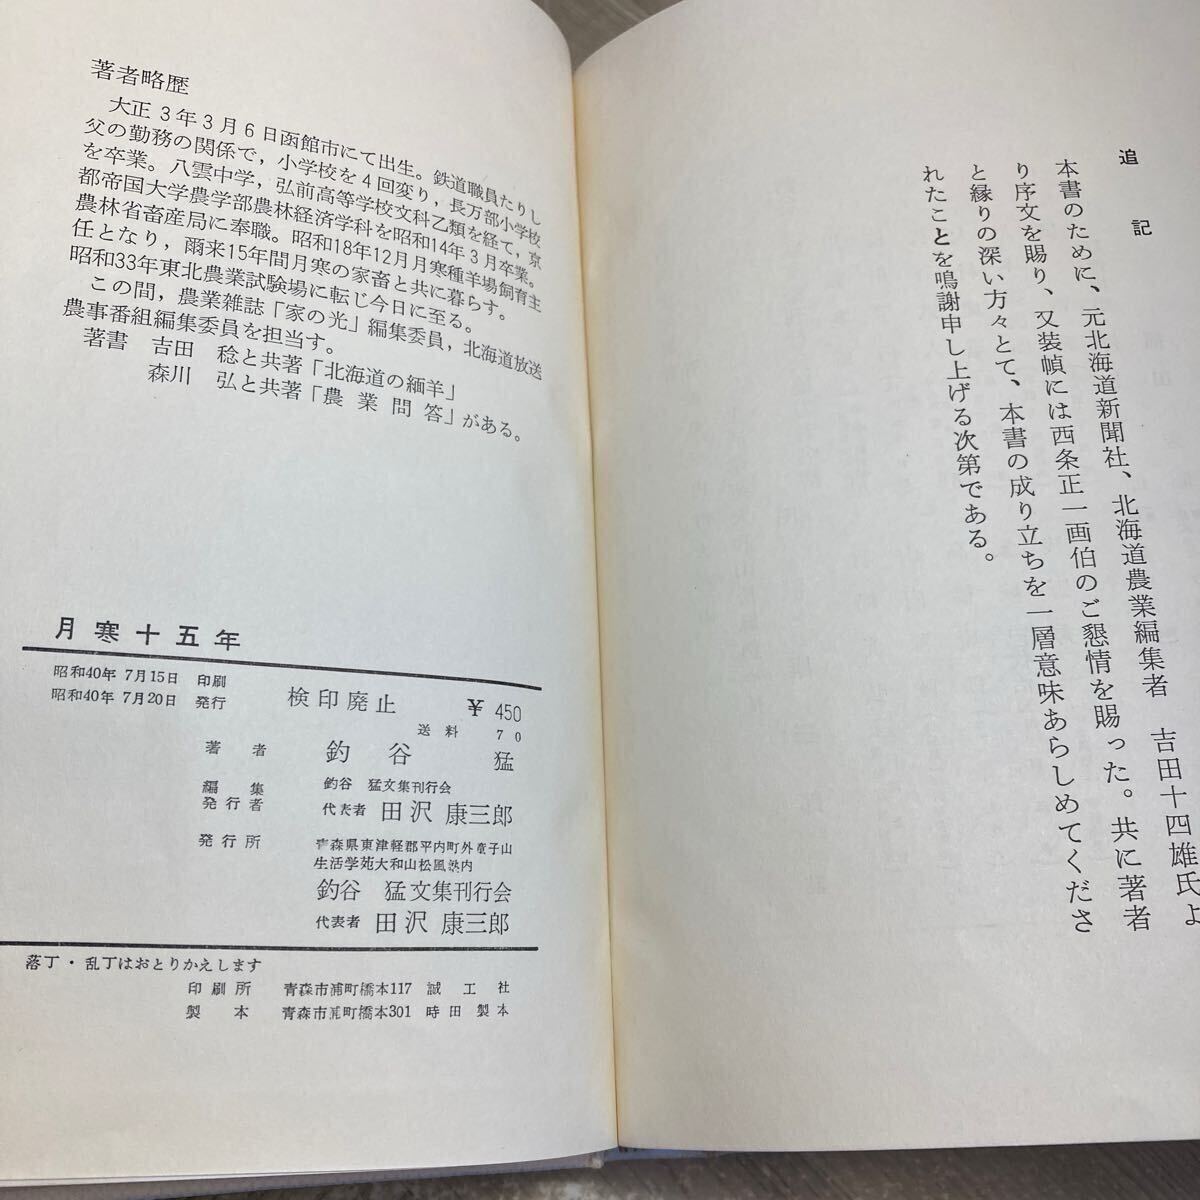 追記
本書のために、元北海道新聞社、北海道農業編集者　吉田十四雄氏よ
り序文を賜り、又装幀には西条正一画伯のご懇情を賜った。共に著者
と縁りの深い方々とて、本書の成り立ちを一層意味あらしめてくださ
れたことを鳴謝申し上げる次第である。
著者略歴
大正３年３月６日函館市にて出生。鉄道職員たりし
父の勤務の関係で，小学校を４回変り，長万部小学校
を卒業。八雲中学，弘前高等学校文科乙類を経て，京
都帝国大学農学部農林経済学科を昭和14年３月卒業。
農林省畜産局に奉職。昭和18年12月月寒種羊場飼育主
任となり，爾来15年間月寒の家畜と共に暮らす。
昭和33年東北農業試験場に転じ今日に至る。
この間，農業雑誌「家の光」編集委員，北海道放送
農事番組編集委員を担当す。
著書　吉田　稔と共著「北海道の緬羊」
森川　弘と共著「農業問答」がある。
月寒十五年
昭和40年 7月15日　印刷
昭和40年 7月20日　発行
検印廃止　¥ 450
送料　70
著者　釣谷　猛
編集
発行者
釣谷　猛文集刊行会
代表者　田沢康三郎
発行所　青森県東津軽郡平内町外童子山
生活学苑大和山松風塾内
釣谷　猛文集刊行会
代表者　田沢康三郎
落丁・乱丁はおとりかえします
印刷所　青森市浦町橋本117　誠工社
製本　青森市浦町橋本301　時田製本